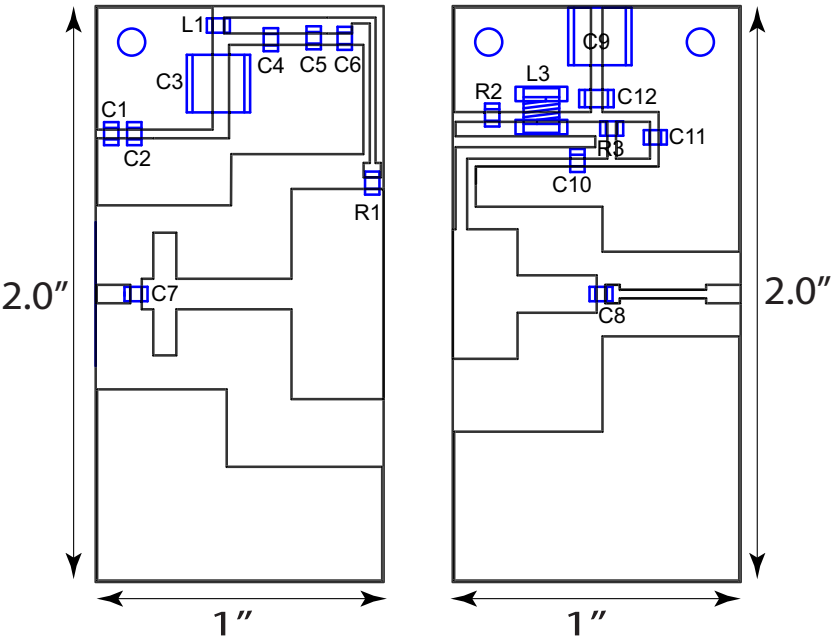 L1
C4
C5
C6
C3
C1
C2
R1
2.0″
C7
1″
C9
L3
R2
C12
R3
C11
C10
2.0″
C8
1″